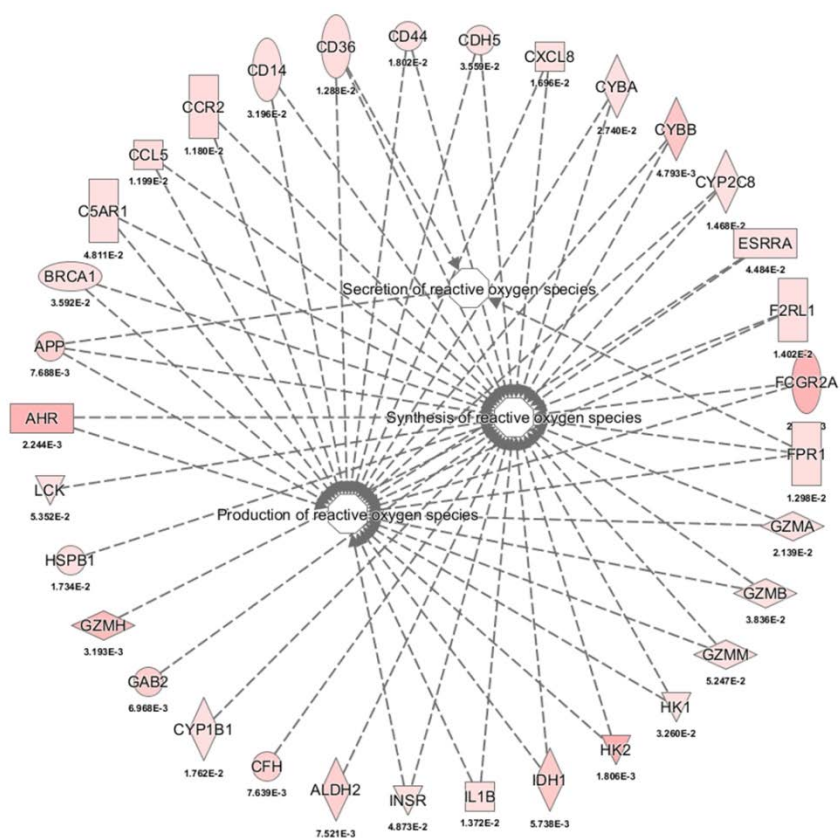 CD36
1.288E-2
CD44
1.802E-2
CDH5
3.559E-2
CXCL8
1.696E-2
CD14
3.196E-2
CYBA
2.740E-2
CCR2
1.180E-2
CYBB
4.793E-3
CCL5
1.199E-2
CYP2C8
1.468E-2
C5AR1
4.811E-2
ESRRA
4.484E-2
BRCA1
3.592E-2
Secretion of reactive oxygen species
F2RL1
1.402E-2
APP
7.688E-3
FCGR2A
AHR
2.244E-3
Synthesis of reactive oxygen species
FPR1
1.298E-2
LCK
5.352E-2
Production of reactive oxygen species
GZMA
2.139E-2
HSPB1
1.734E-2
GZMB
3.836E-2
GZMH
3.193E-3
GZMM
5.247E-2
GAB2
6.968E-3
HK1
3.260E-2
CYP1B1
1.762E-2
HK2
1.806E-3
CFH
7.639E-3
IDH1
5.738E-3
ALDH2
7.521E-3
INSR
4.873E-2
IL1B
1.372E-2